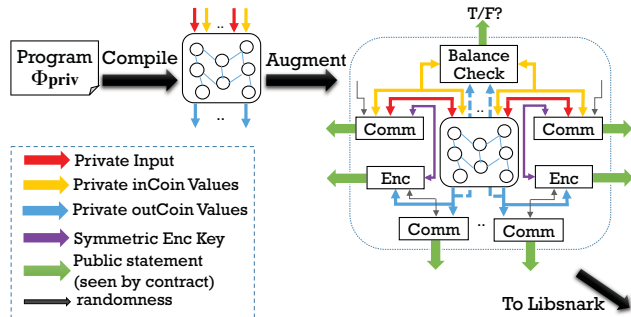 T/F?
Program
Φpriv
Compile
Augment
Balance
Check
..
..
..
Comm
Comm
Enc
Enc
Comm
..
Comm
Private Input
Private inCoin Values
Private outCoin Values
Symmetric Enc Key
Public statement
(seen by contract)
randomness
To Libsnark